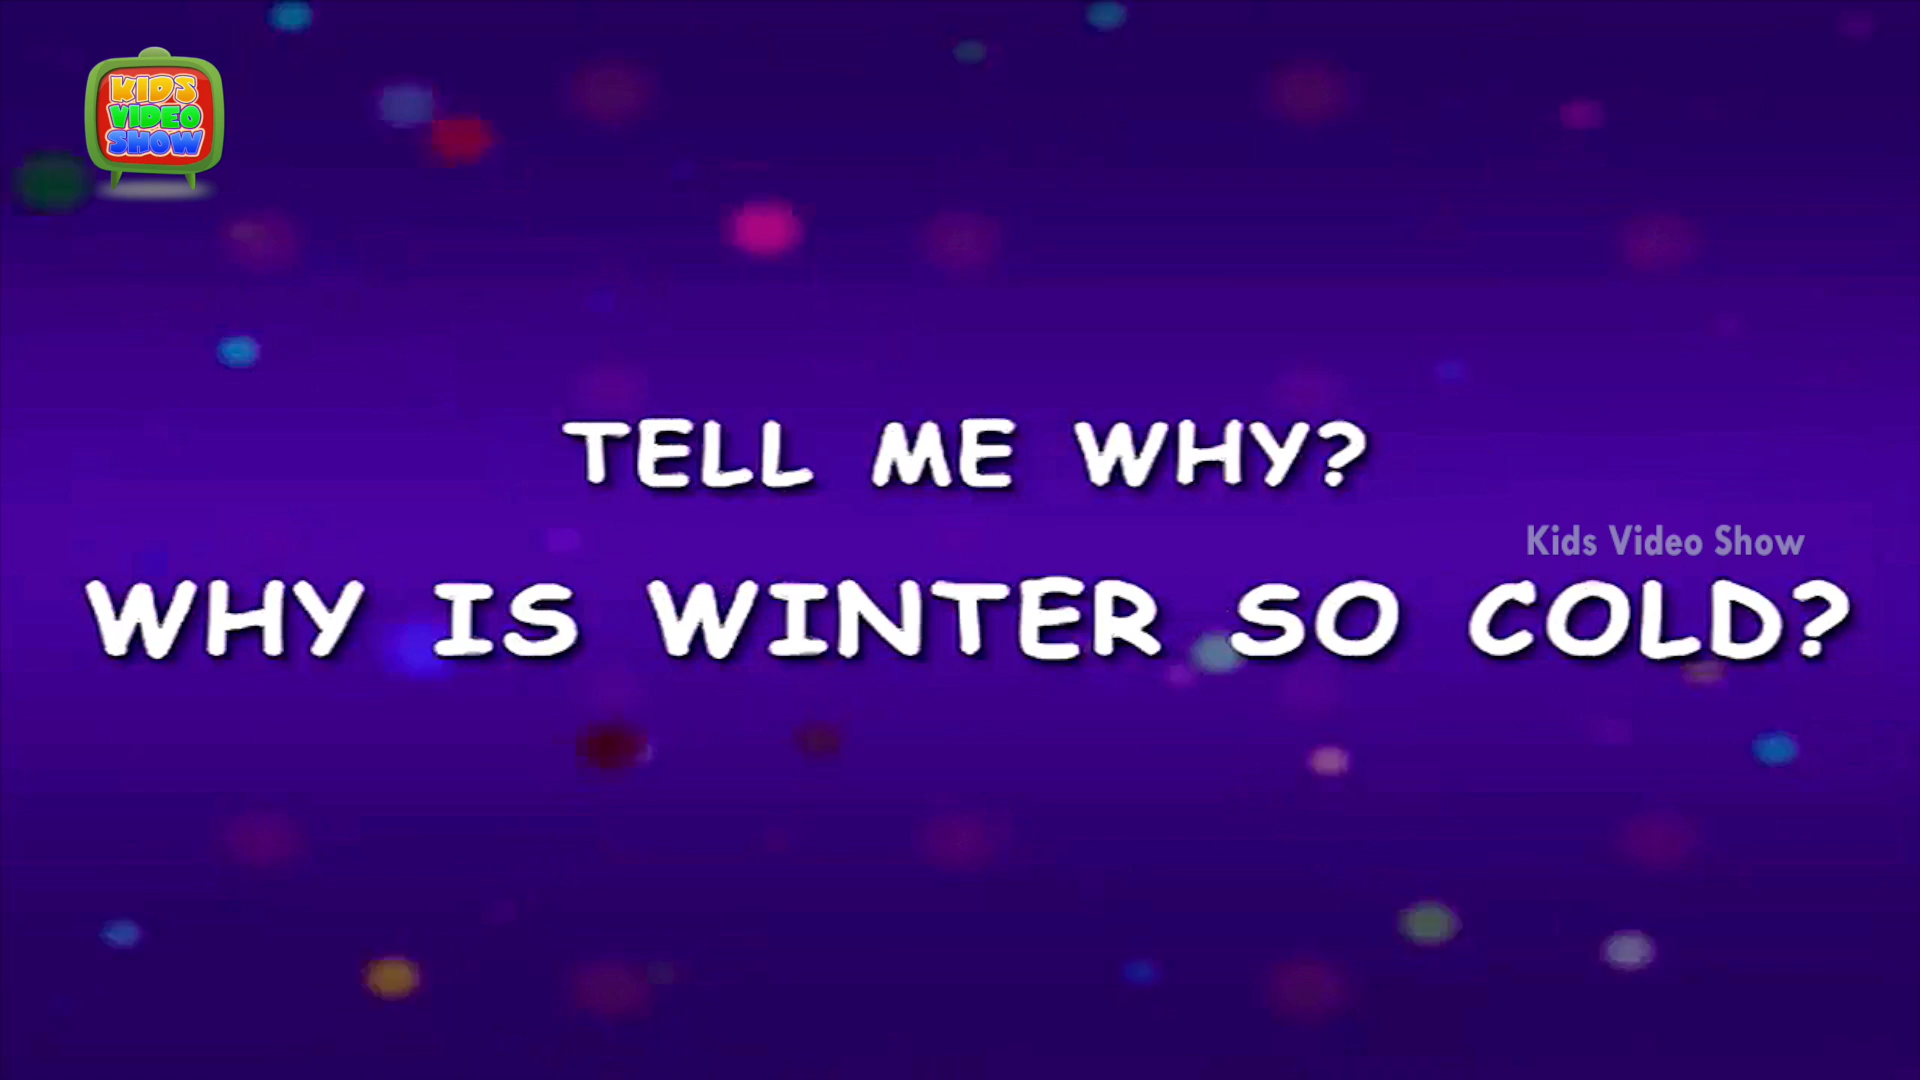 KIDS
VIDEO
SHOW
TELL ME WHY?
Kids Video Show
WHY IS WINTER SO COLD?